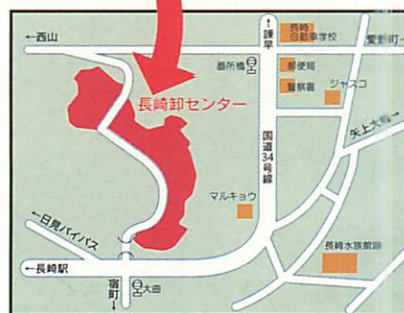 ←西山
諫早→
長崎
自動車学校
愛野町→
番所橋
郵便局
警察署
ジャスコ
長崎卸センター
国道34号線
矢上大橋→
マルキョウ
←日見バイパス
長崎水族館跡
←長崎駅
宿町→
大曲